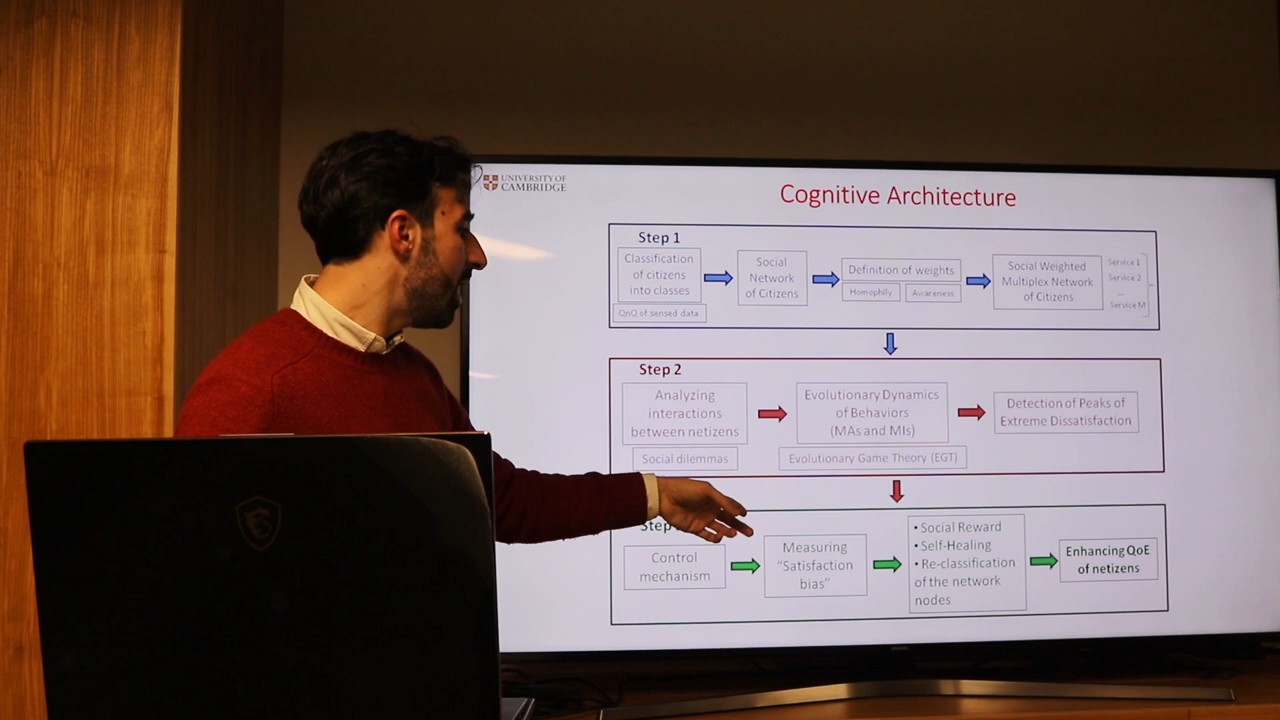 UNIVERSITY OF
CAMBRIDGE
Cognitive Architecture
Step 1
Classification
of citizens
into classes
QnQ of sensed data
Social
Network
of Citizens
Definition of weights
Homophily
Awareness
Social Weighted
Multiplex Network
of Citizens
Service 1
Service 2
...
Service M
Step 2
Analyzing
interactions
between netizens
Social dilemmas
Evolutionary Dynamics
of Behaviors
(MAs and MIs)
Evolutionary Game Theory (EGT)
Detection of Peaks of
Extreme Dissatisfaction
Step
Control
mechanism
Measuring
"Satisfaction
bias"
• Social Reward
• Self-Healing
• Re-classification
of the network
nodes
Enhancing QoE
of netizens